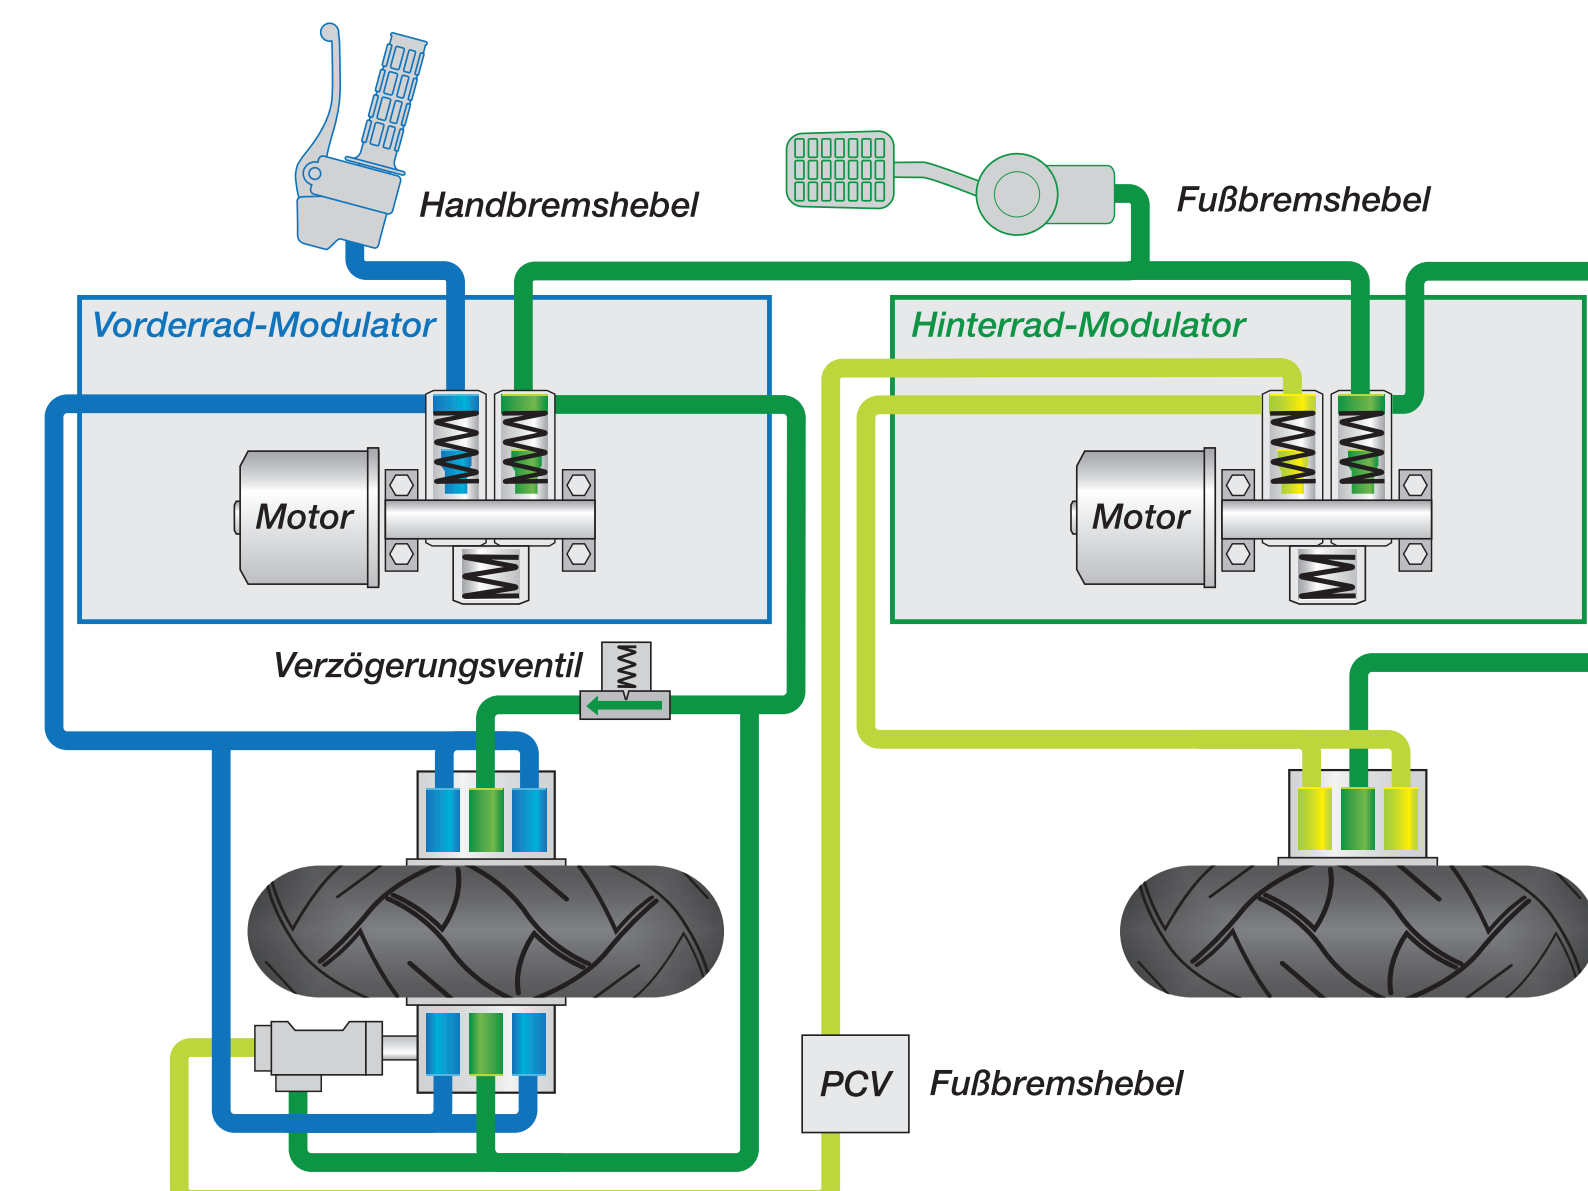 Handbremshebel
Fußbremshebel
Vorderrad-Modulator
Hinterrad-Modulator
Motor
Motor
Verzögerungsventil
PCV
Fußbremshebel